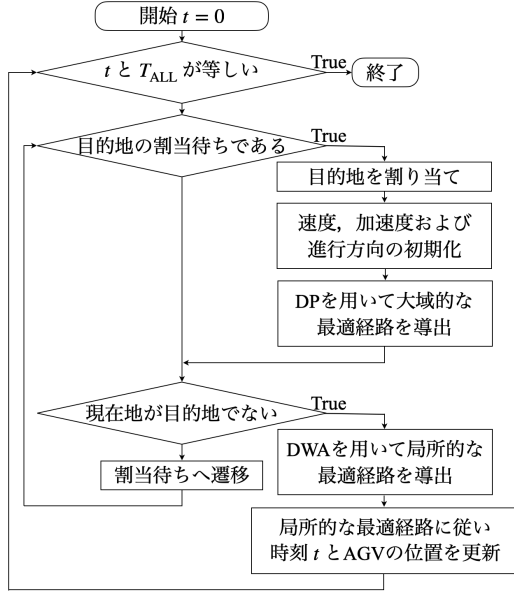 開始 t = 0
t と T_ALL が等しい
True
終了
目的地の割当待ちである
True
目的地を割り当て
速度，加速度および
進行方向の初期化
DPを用いて大域的な
最適経路を導出
現在地が目的地でない
True
DWAを用いて局所的な
最適経路を導出
割当待ちへ遷移
局所的な最適経路に従い
時刻 t とAGVの位置を更新